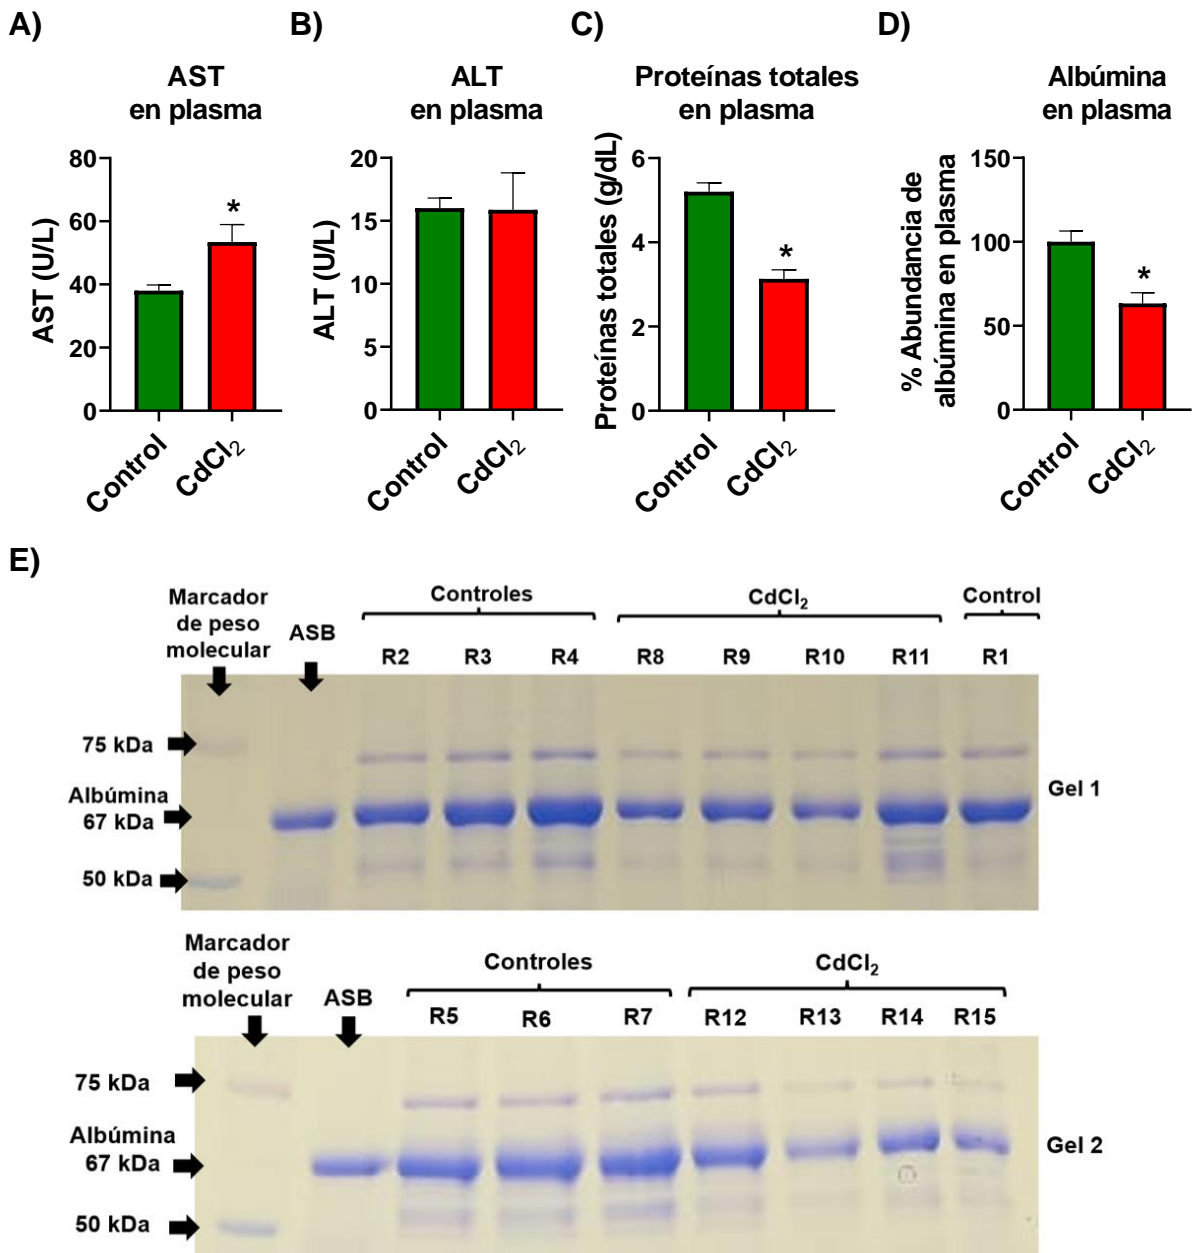 A)
B)
C)
D)
AST
en plasma
ALT
en plasma
Proteínas totales
en plasma
Albúmina
en plasma
AST (U/L)
80
60
40
20
0
*
Control
CdCl₂
ALT (U/L)
20
15
10
5
0
Control
CdCl₂
Proteínas totales (g/dL)
6
4
2
0
*
Control
CdCl₂
% Abundancia de
albúmina en plasma
150
100
50
0
*
Control
CdCl₂
E)
Marcador
de peso
molecular
ASB
Controles
CdCl₂
Control
R2 R3 R4 R8 R9 R10 R11 R1
75 kDa
Albúmina
67 kDa
50 kDa
Gel 1
Marcador
de peso
molecular
ASB
Controles
CdCl₂
R5 R6 R7 R12 R13 R14 R15
75 kDa
Albúmina
67 kDa
50 kDa
Gel 2